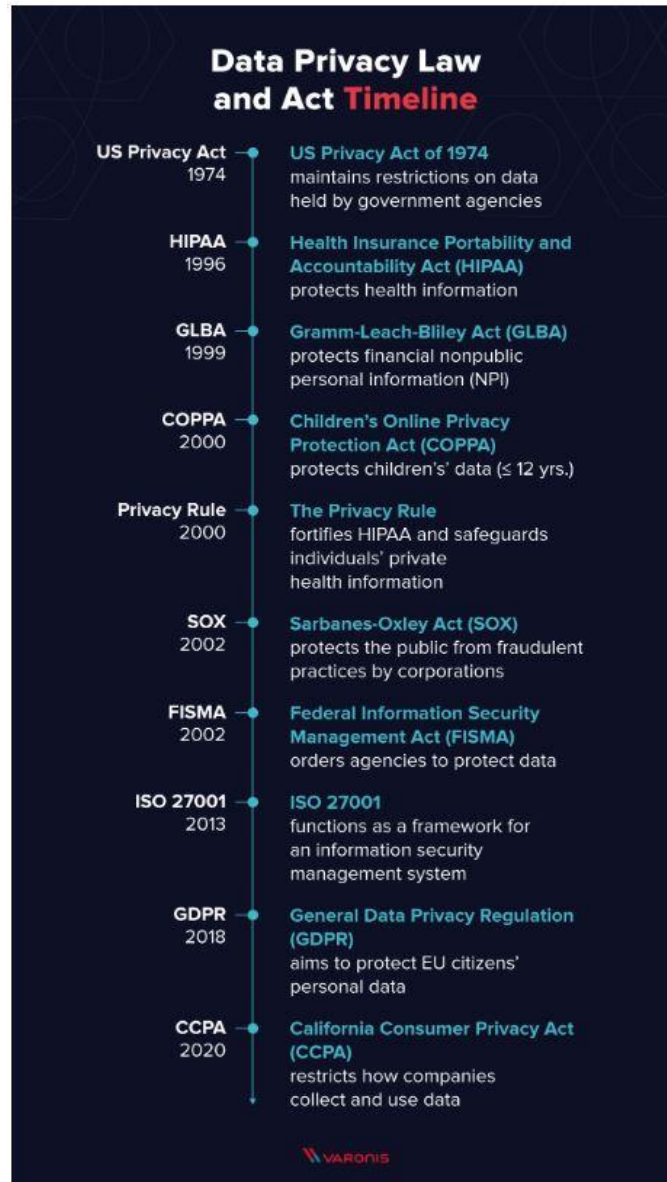 Data Privacy Law
and Act Timeline
US Privacy Act
1974
US Privacy Act of 1974
maintains restrictions on data
held by government agencies
HIPAA
1996
Health Insurance Portability and
Accountability Act (HIPAA)
protects health information
GLBA
1999
Gramm-Leach-Bliley Act (GLBA)
protects financial nonpublic
personal information (NPI)
COPPA
2000
Children's Online Privacy
Protection Act (COPPA)
protects children's' data (≤ 12 yrs.)
Privacy Rule
2000
The Privacy Rule
fortifies HIPAA and safeguards
individuals' private
health information
SOX
2002
Sarbanes-Oxley Act (SOX)
protects the public from fraudulent
practices by corporations
FISMA
2002
Federal Information Security
Management Act (FISMA)
orders agencies to protect data
ISO 27001
2013
ISO 27001
functions as a framework for
an information security
management system
GDPR
2018
General Data Privacy Regulation
(GDPR)
aims to protect EU citizens'
personal data
CCPA
2020
California Consumer Privacy Act
(CCPA)
restricts how companies
collect and use data
VARONIS